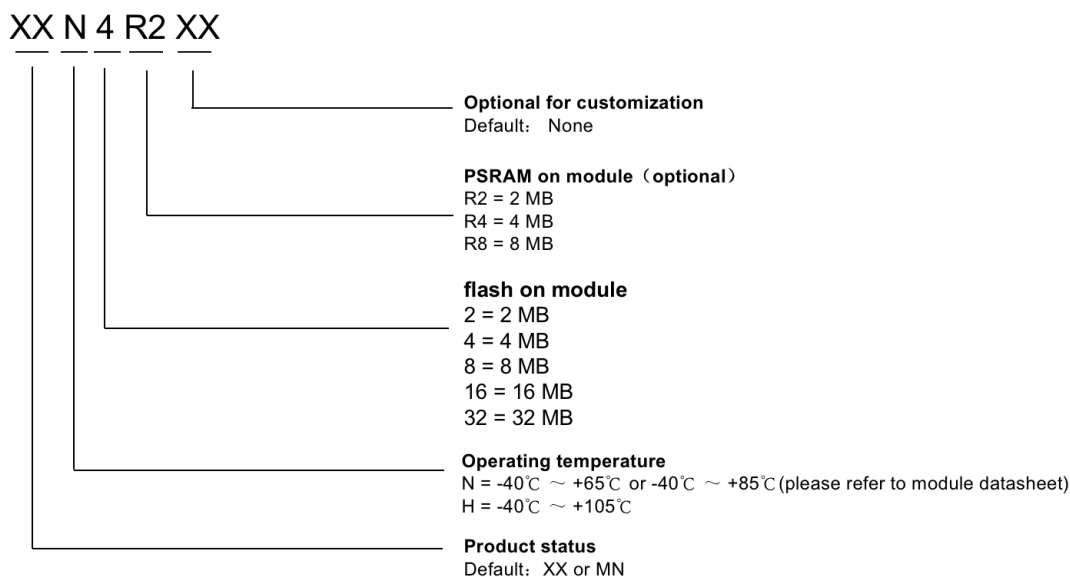 XX N 4 R2 XX
Optional for customization
Default： None
PSRAM on module（optional）
R2 = 2 MB
R4 = 4 MB
R8 = 8 MB
flash on module
2 = 2 MB
4 = 4 MB
8 = 8 MB
16 = 16 MB
32 = 32 MB
Operating temperature
N = -40℃ ～ +65℃ or -40℃ ～ +85℃(please refer to module datasheet)
H = -40℃ ～ +105℃
Product status
Default：XX or MN